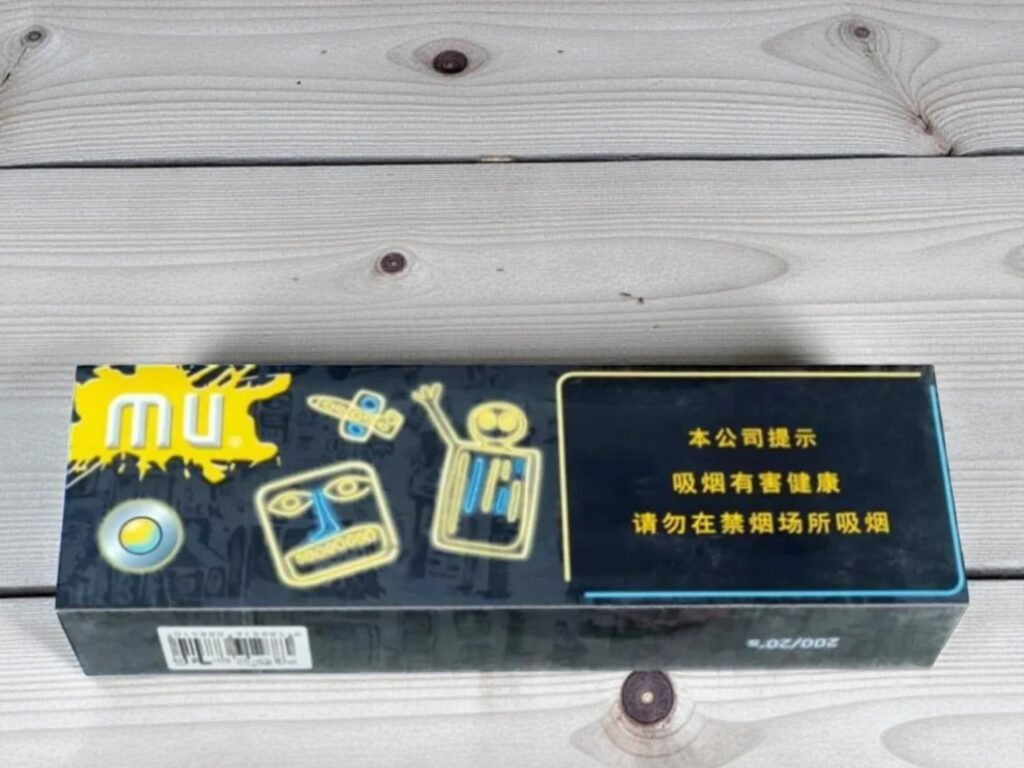 mu
本公司提示
吸烟有害健康
请勿在禁烟场所吸烟
200/20's